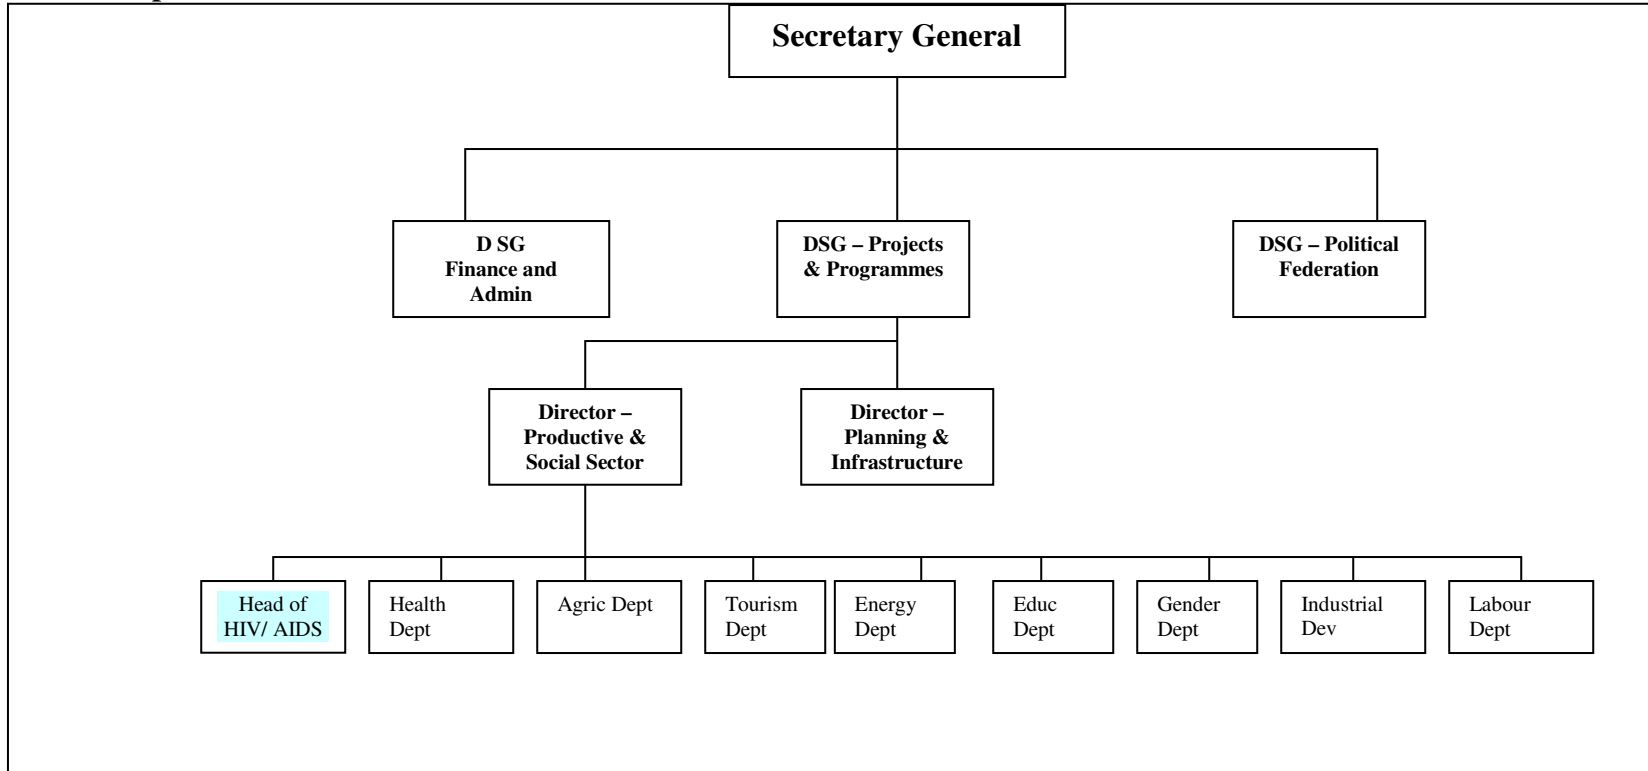 Secretary General
D SG
Finance and
Admin
DSG – Projects
& Programmes
DSG – Political
Federation
Director –
Productive &
Social Sector
Director –
Planning &
Infrastructure
Head of
HIV/ AIDS
Health
Dept
Agric Dept
Tourism
Dept
Energy
Dept
Educ
Dept
Gender
Dept
Industrial
Dev
Labour
Dept